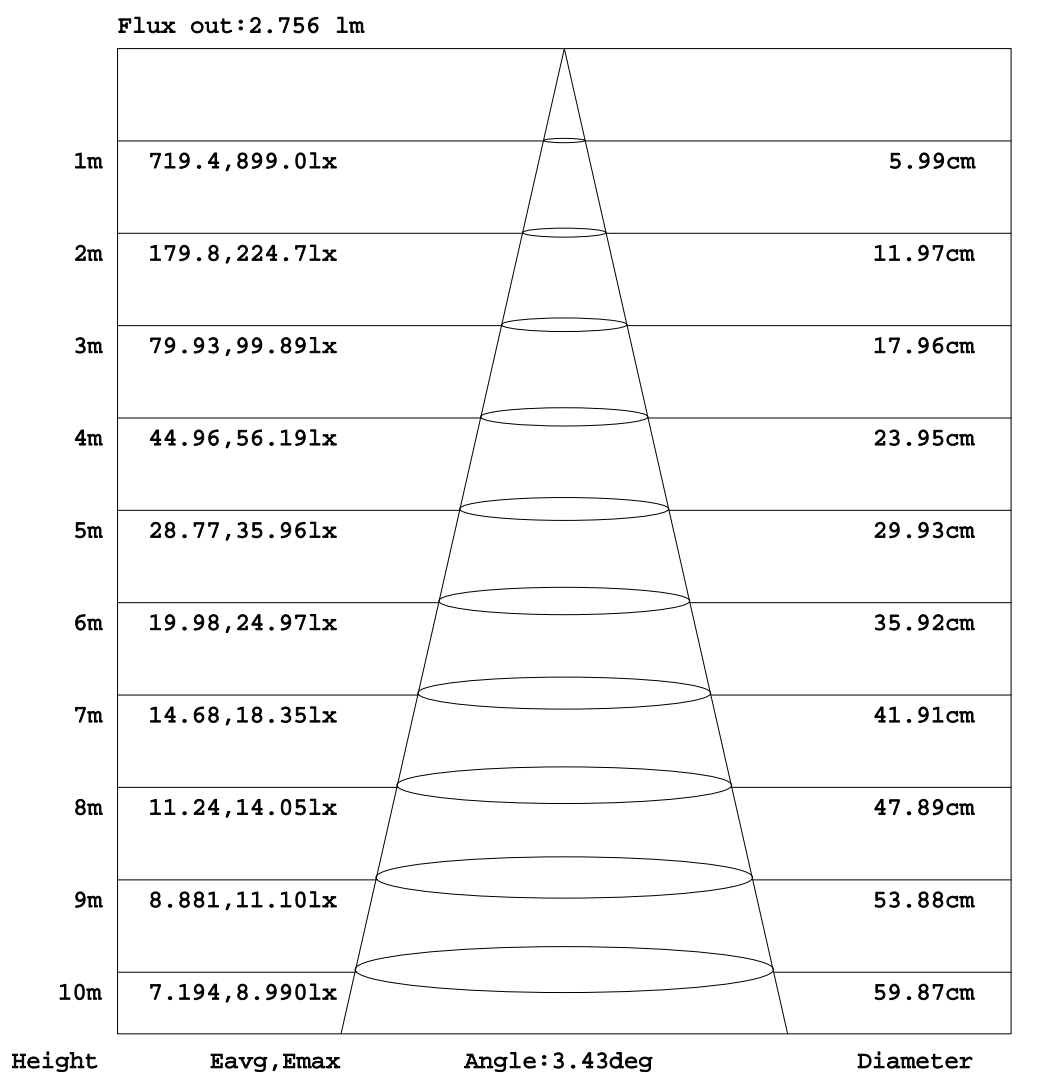 Flux out:2.756 lm
1m 719.4,899.0lx 5.99cm
2m 179.8,224.7lx 11.97cm
3m 79.93,99.89lx 17.96cm
4m 44.96,56.19lx 23.95cm
5m 28.77,35.96lx 29.93cm
6m 19.98,24.97lx 35.92cm
7m 14.68,18.35lx 41.91cm
8m 11.24,14.05lx 47.89cm
9m 8.881,11.10lx 53.88cm
10m 7.194,8.990lx 59.87cm
Height Eavg,Emax Angle:3.43deg Diameter